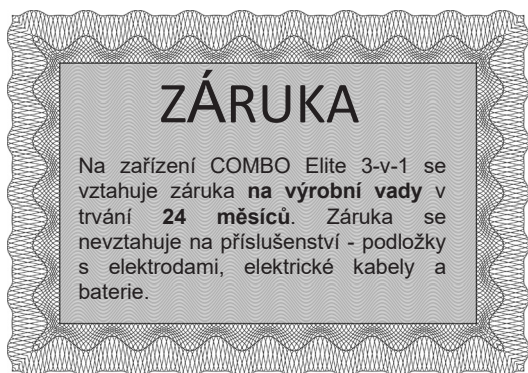 ZÁRUKA
Na zařízení COMBO Elite 3-v-1 se
vztahuje záruka na výrobní vady v
trvání 24 měsíců. Záruka se
nevztahuje na příslušenství - podložky
s elektrodami, elektrické kabely a
baterie.